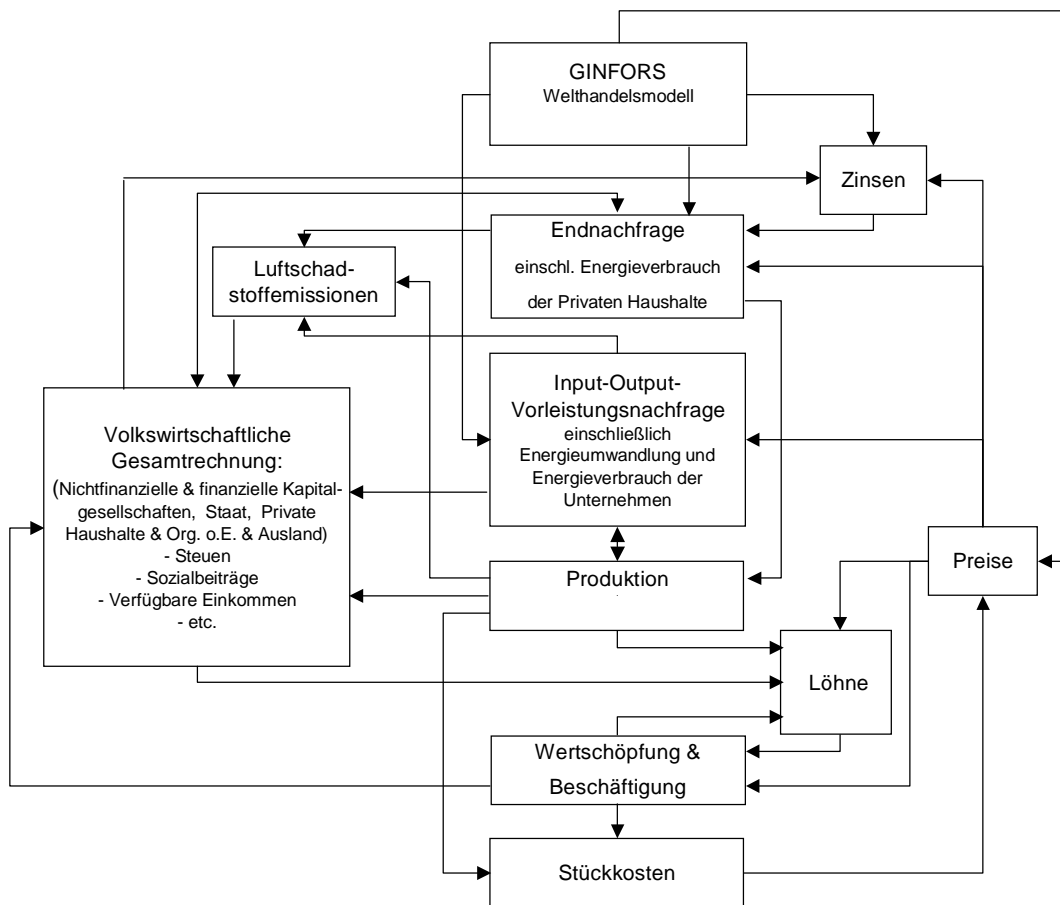 GINFORS
Welthandelsmodell
Zinsen
Endnachfrage
einschl. Energieverbrauch
der Privaten Haushalte
Luftschad-
stoffemissionen
Input-Output-
Vorleistungsnachfrage
einschließlich
Energieumwandlung und
Energieverbrauch der
Unternehmen
Volkswirtschaftliche
Gesamtrechnung:
(Nichtfinanzielle & finanzielle Kapital-
gesellschaften, Staat, Private
Haushalte & Org. o.E. & Ausland)
- Steuen
- Sozialbeiträge
- Verfügbare Einkommen
- etc.
Produktion
Preise
Löhne
Wertschöpfung &
Beschäftigung
Stückkosten